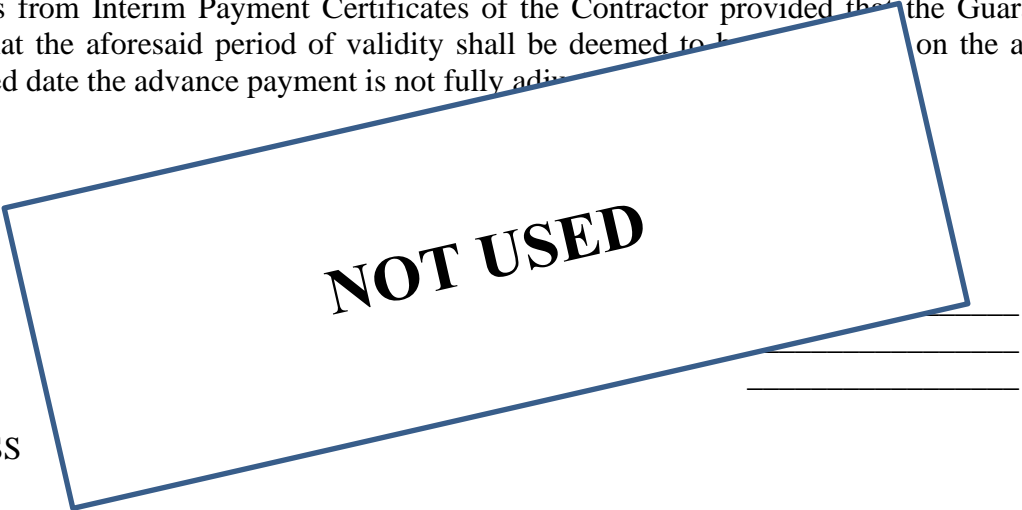 s from Interim Payment Certificates of the Contractor provided that the Guar
at the aforesaid period of validity shall be deemed to on the a
ed date the advance payment is not fully
NOT USED
SS